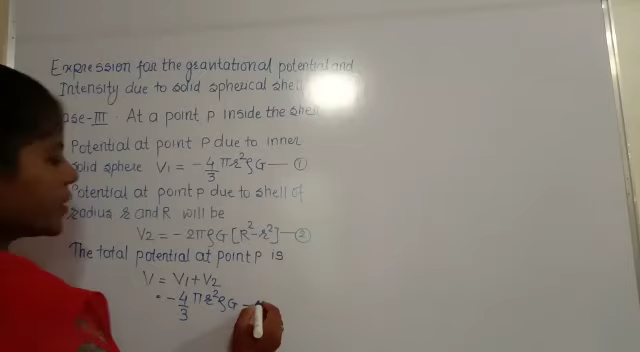 Expression for the gravtational potential and
Intensity due to solid spherical shell
ase-III. At a point p inside the shell
Potential at point P due to inner
solid sphere V₁ = -4/3 πr²ρG — ①
Potential at point p due to shell of
radius r and R will be
V₂ = -2πρG [R²-r²] — ②
The total potential at point P is
V = V₁ + V₂
= -4/3 πr²ρG -